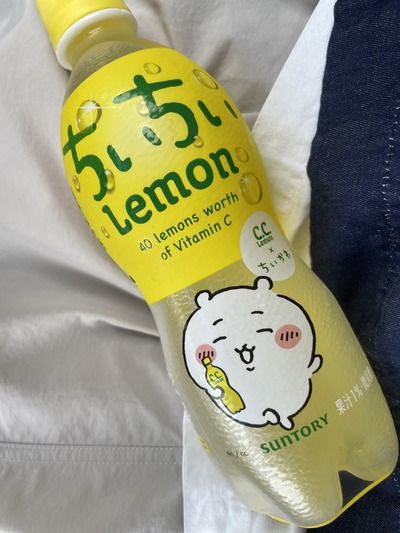 ちいちい
Lemon
40 lemons worth
of Vitamin C
C.C.
Lemon
×
ちいかわ
C.C.
Lemon
SUNTORY
果汁1%